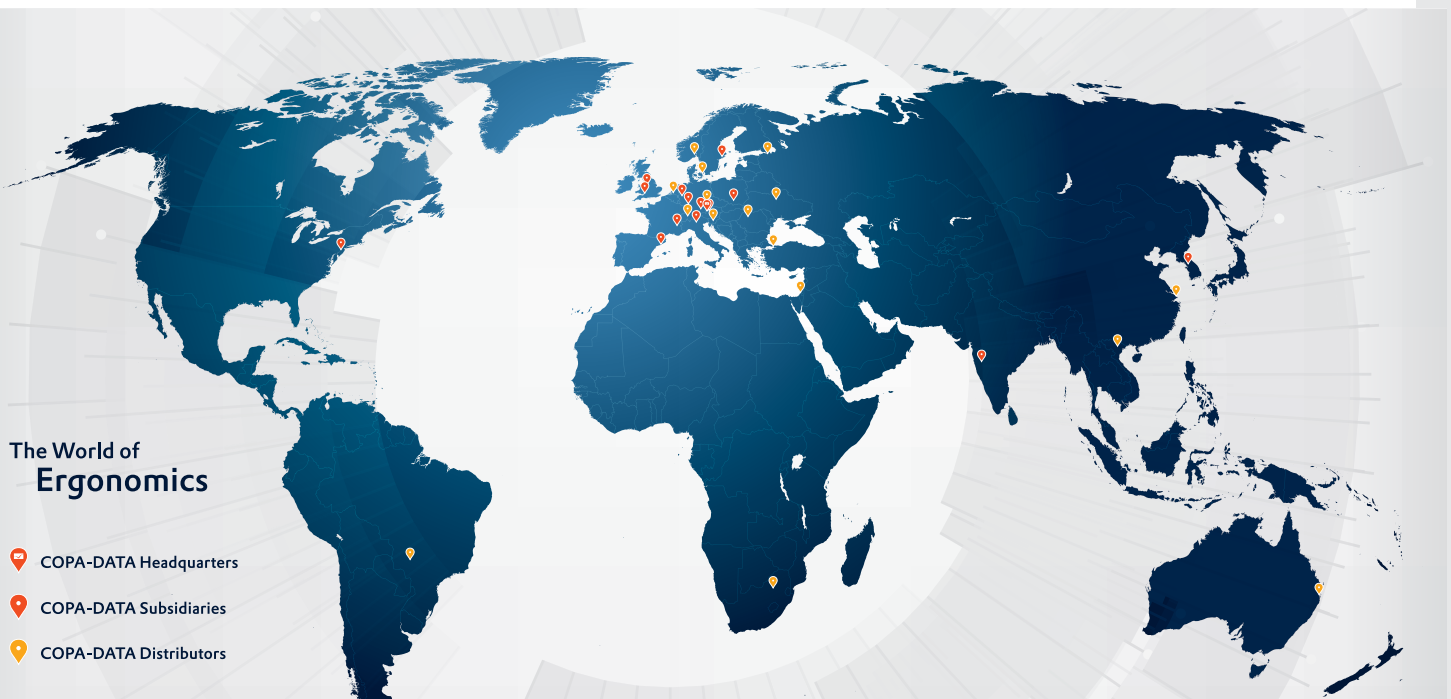 The World of
Ergonomics
COPA-DATA Headquarters
COPA-DATA Subsidiaries
COPA-DATA Distributors